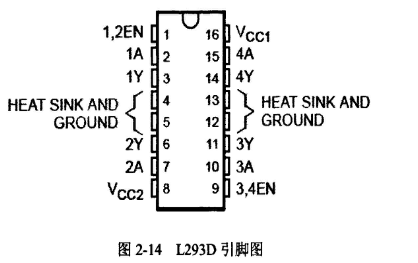 1,2EN 1 16 VCC1
1A 2 15 4A
1Y 3 14 4Y
HEAT SINK AND GROUND 4 13 HEAT SINK AND GROUND
5 12
2Y 6 11 3Y
2A 7 10 3A
VCC2 8 9 3,4EN
图 2-14 L293D 引脚图